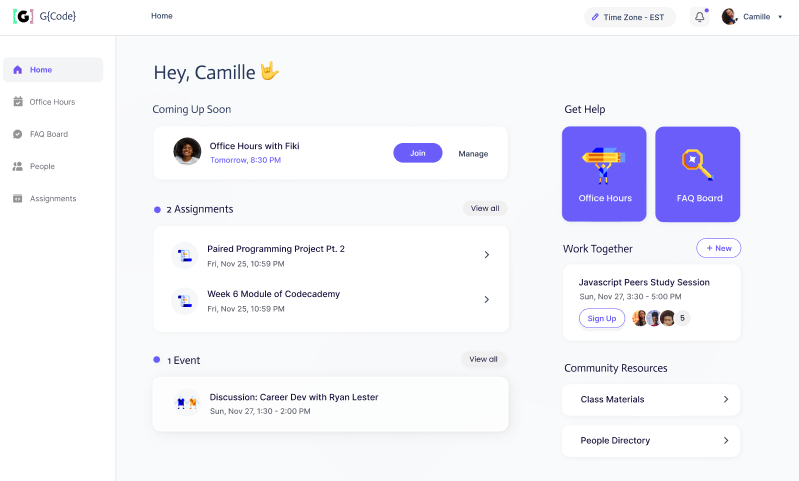 G G{Code}
Home
Time Zone - EST
Camille
Home
Office Hours
FAQ Board
People
Assignments
Hey, Camille
Coming Up Soon
Office Hours with Fiki
Tomorrow, 8:30 PM
Join
Manage
2 Assignments
View all
Paired Programming Project Pt. 2
Fri, Nov 25, 10:59 PM
Week 6 Module of Codecademy
Fri, Nov 25, 10:59 PM
1 Event
View all
Discussion: Career Dev with Ryan Lester
Sun, Nov 27, 1:30 - 2:00 PM
Get Help
Office Hours
FAQ Board
Work Together
+ New
Javascript Peers Study Session
Sun, Nov 27, 3:30 - 5:00 PM
Sign Up
5
Community Resources
Class Materials
People Directory